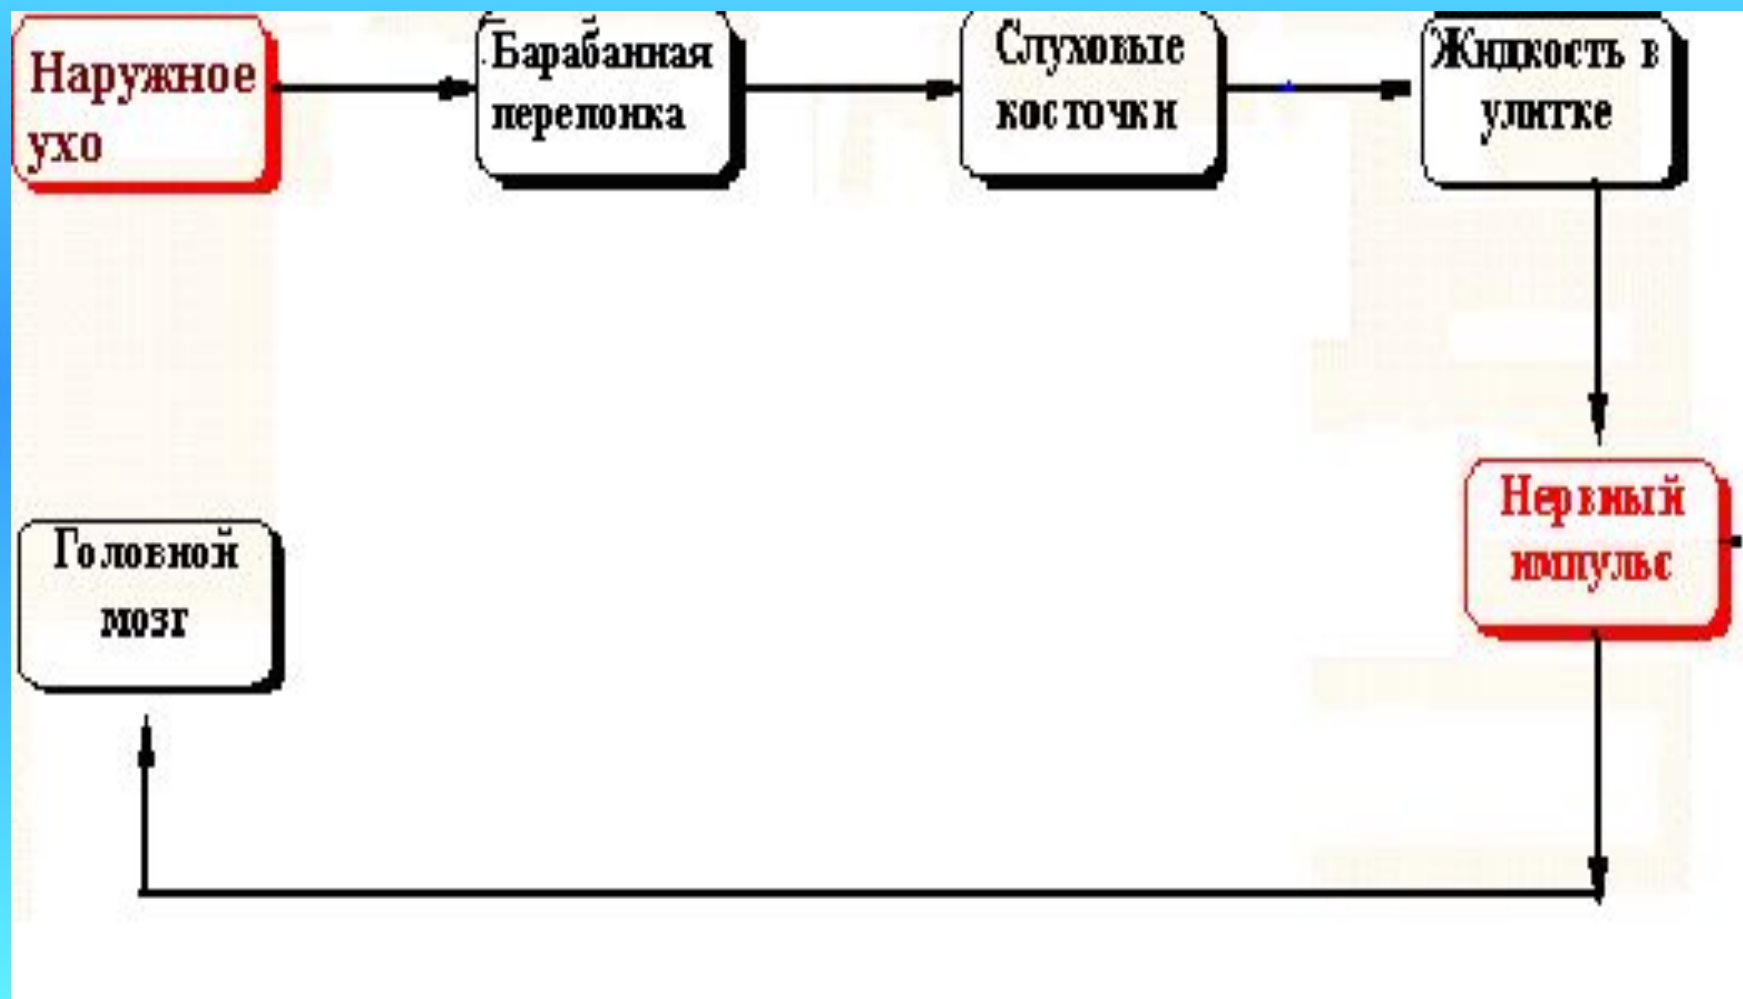 Наружное
ухо
Барабанная
перепонка
Слуховые
косточки
Жидкость в
улитке
Нервный
импульс
Головной
мозг